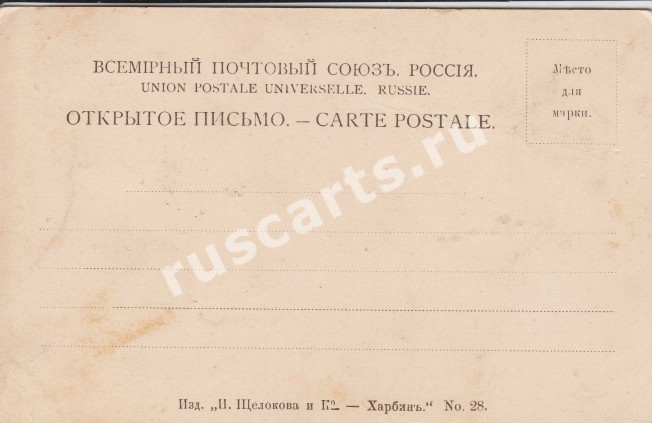 ВСЕМІРНЫЙ ПОЧТОВЫЙ СОЮЗЪ. РОССІЯ.
UNION POSTALE UNIVERSELLE. RUSSIE.
ОТКРЫТОЕ ПИСЬМО. — CARTE POSTALE.
Мѣсто
для
марки.
ruscarts.ru
Изд. „И. Щелокова и Ко. — Харбинъ.“ No. 28.